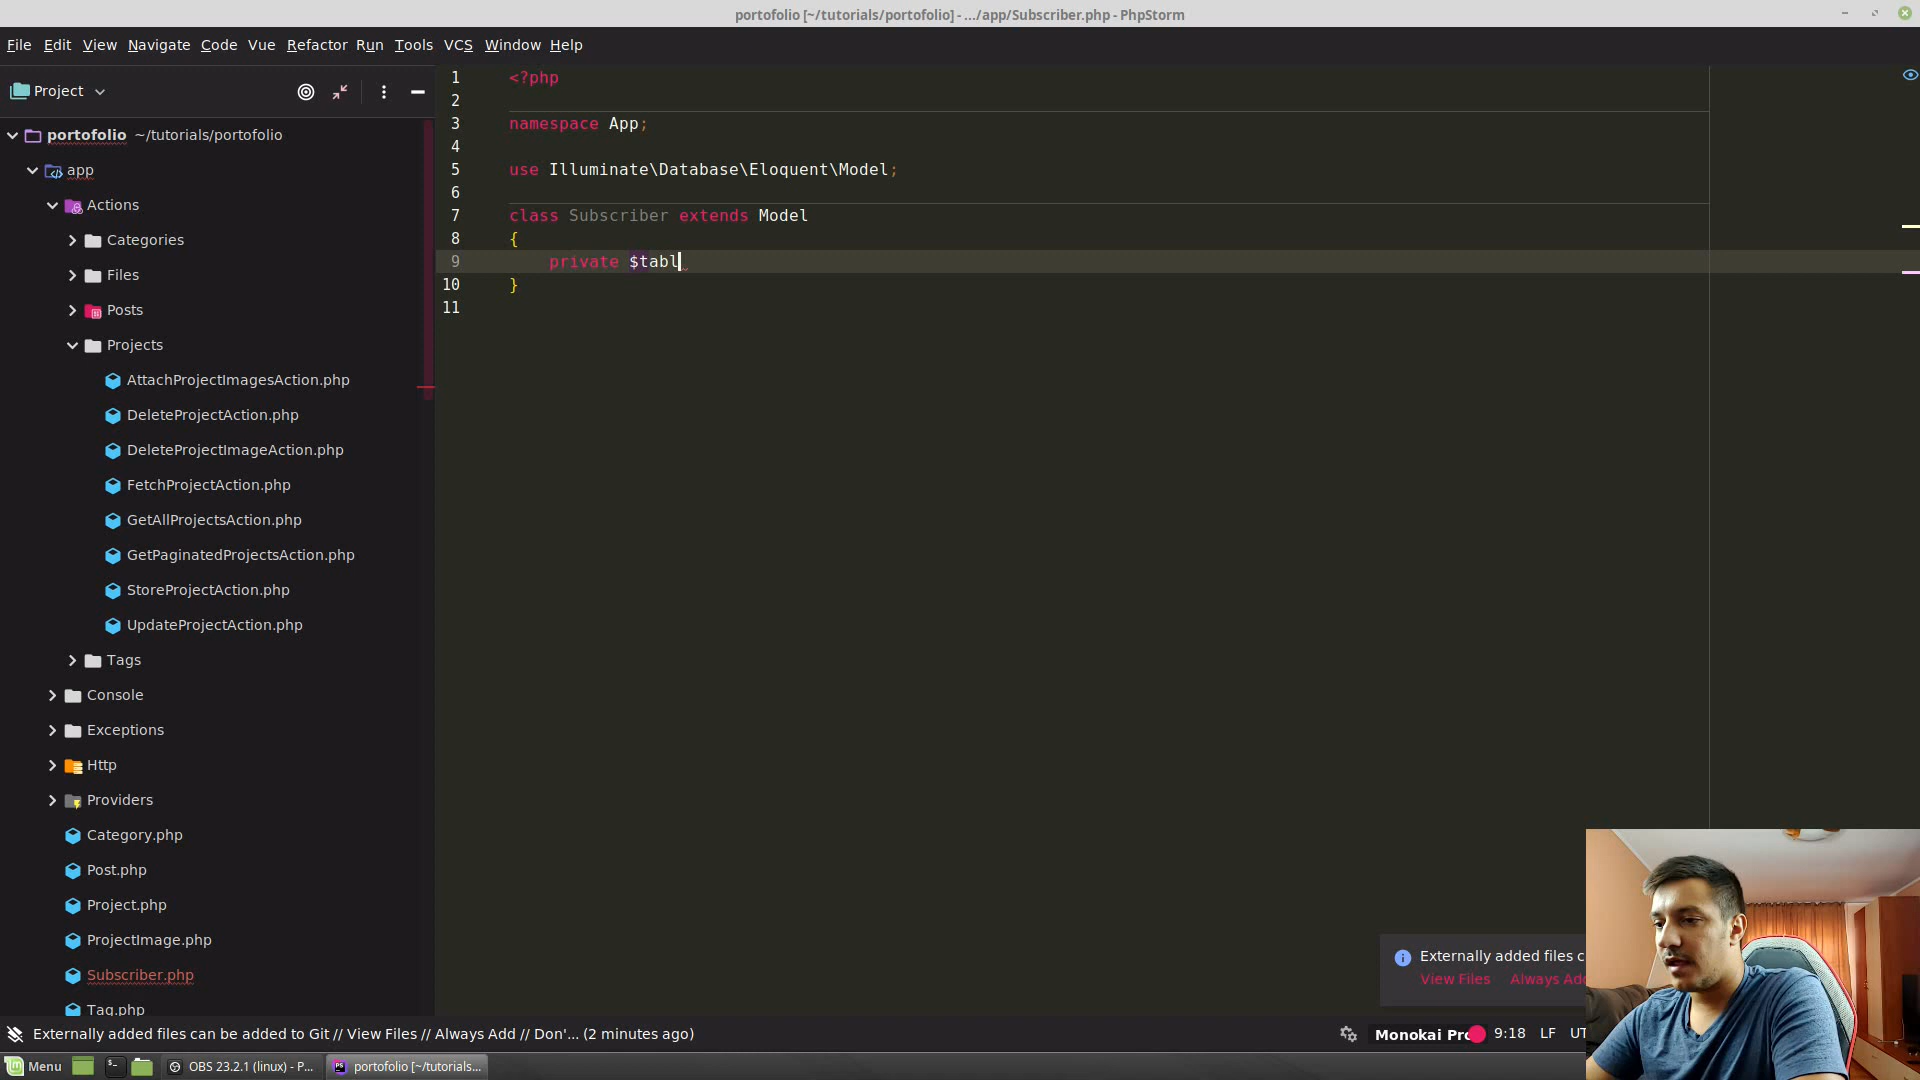 portofolio [~/tutorials/portofolio] - .../app/Subscriber.php - PhpStorm
File Edit View Navigate Code Vue Refactor Run Tools VCS Window Help
Project
portofolio ~/tutorials/portofolio
app
Actions
Categories
Files
Posts
Projects
AttachProjectImagesAction.php
DeleteProjectAction.php
DeleteProjectImageAction.php
FetchProjectAction.php
GetAllProjectsAction.php
GetPaginatedProjectsAction.php
StoreProjectAction.php
UpdateProjectAction.php
Tags
Console
Exceptions
Http
Providers
Category.php
Post.php
Project.php
ProjectImage.php
Subscriber.php
Tag.php
1 <?php
2
3 namespace App;
4
5 use Illuminate\Database\Eloquent\Model;
6
7 class Subscriber extends Model
8 {
9 private $tabl
10 }
11
Externally added files c
View Files Always Add
Externally added files can be added to Git // View Files // Always Add // Don'... (2 minutes ago)
Monokai Pro 9:18 LF UT
Menu OBS 23.2.1 (linux) - P... portofolio [~/tutorials...